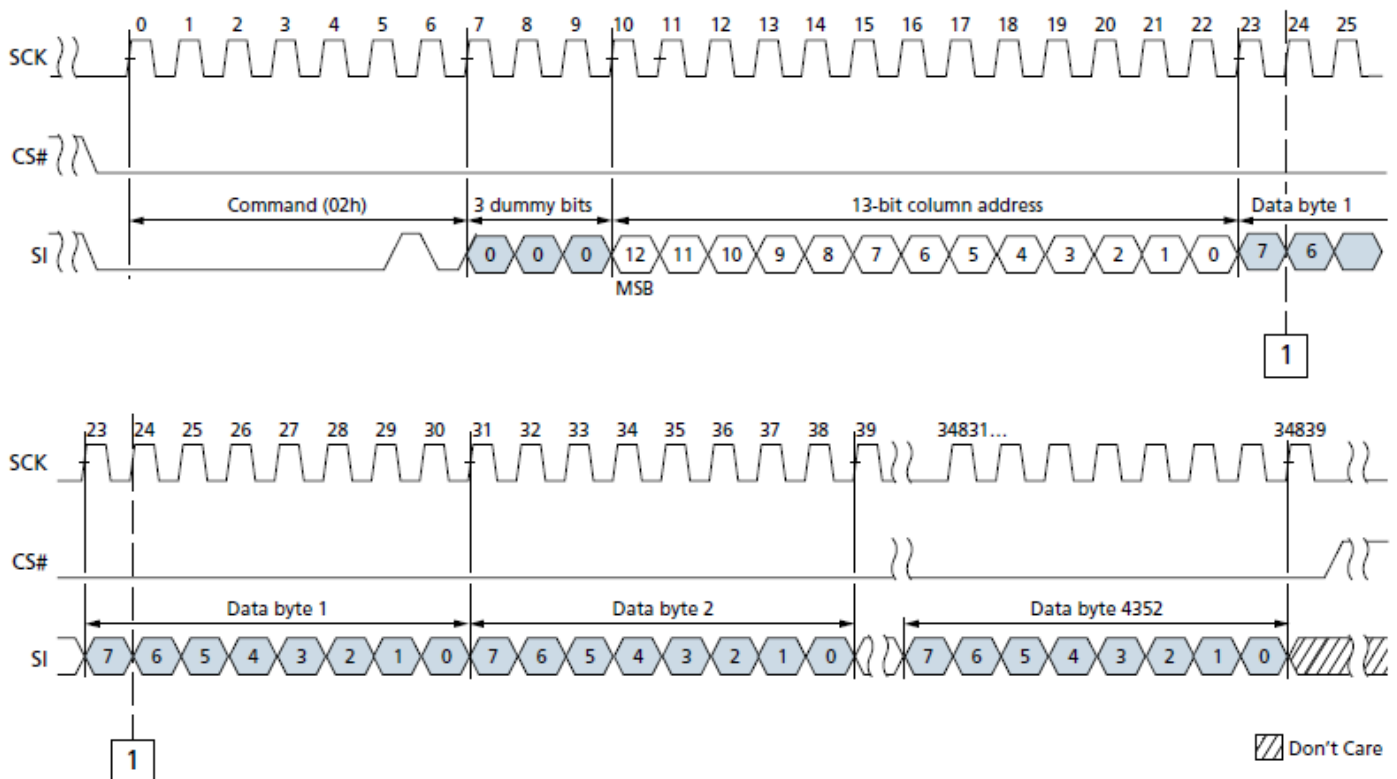 0 1 2 3 4 5 6 7 8 9 10 11 12 13 14 15 16 17 18 19 20 21 22 23 24 25
SCK
CS#
Command (02h) 3 dummy bits 13-bit column address Data byte 1
SI 0 0 0 12 11 10 9 8 7 6 5 4 3 2 1 0 7 6
MSB
1
23 24 25 26 27 28 29 30 31 32 33 34 35 36 37 38 39 34831... 34839
SCK
CS#
Data byte 1 Data byte 2 Data byte 4352
SI 7 6 5 4 3 2 1 0 7 6 5 4 3 2 1 0 7 6 5 4 3 2 1 0
1
Don't Care